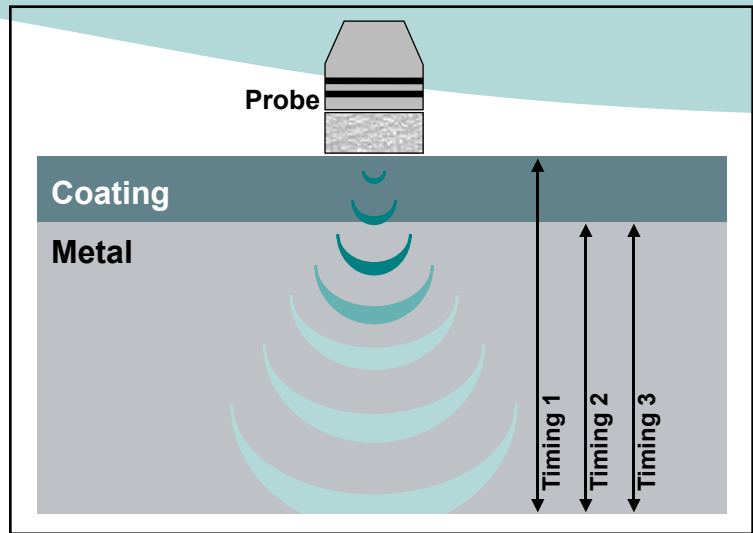 Probe
Coating
Metal
Timing 1
Timing 2
Timing 3